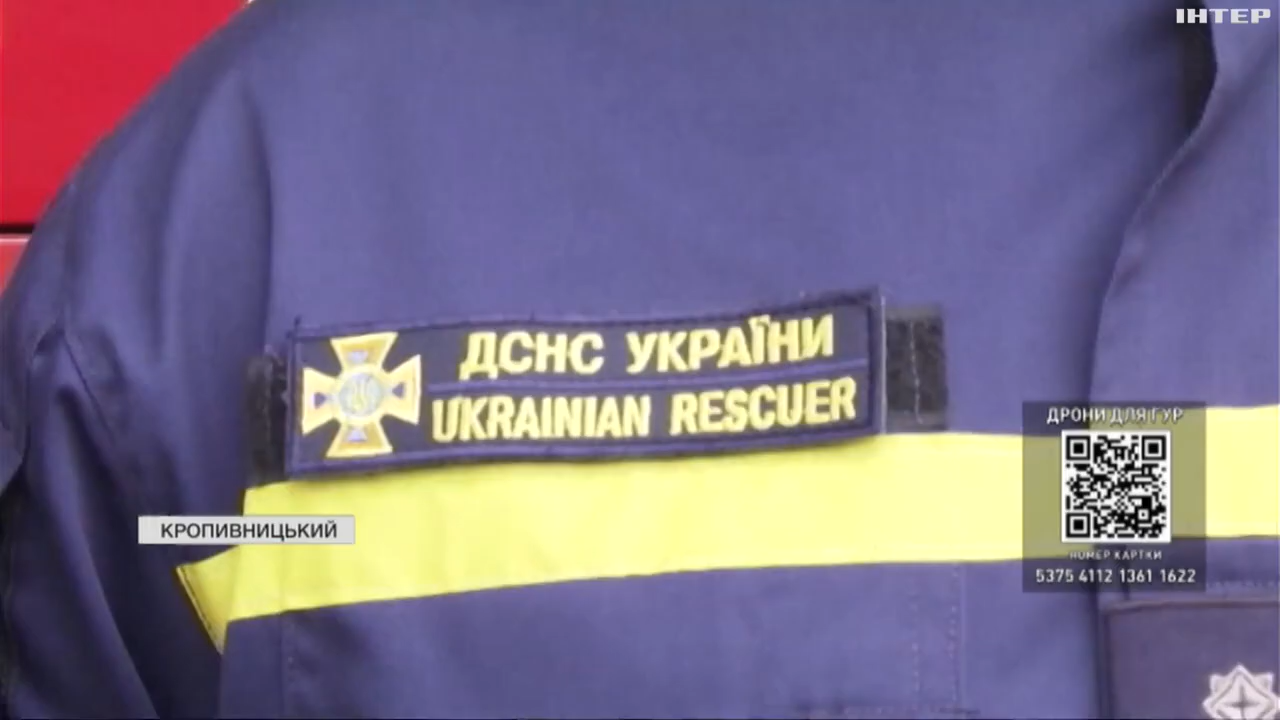 ІНТЕР
ДСНС УКРАЇНИ
UKRAINIAN RESCUER
ДРОНИ ДЛЯ ГУР
КРОПИВНИЦЬКИЙ
НОМЕР КАРТКИ
5375 4112 1361 1622